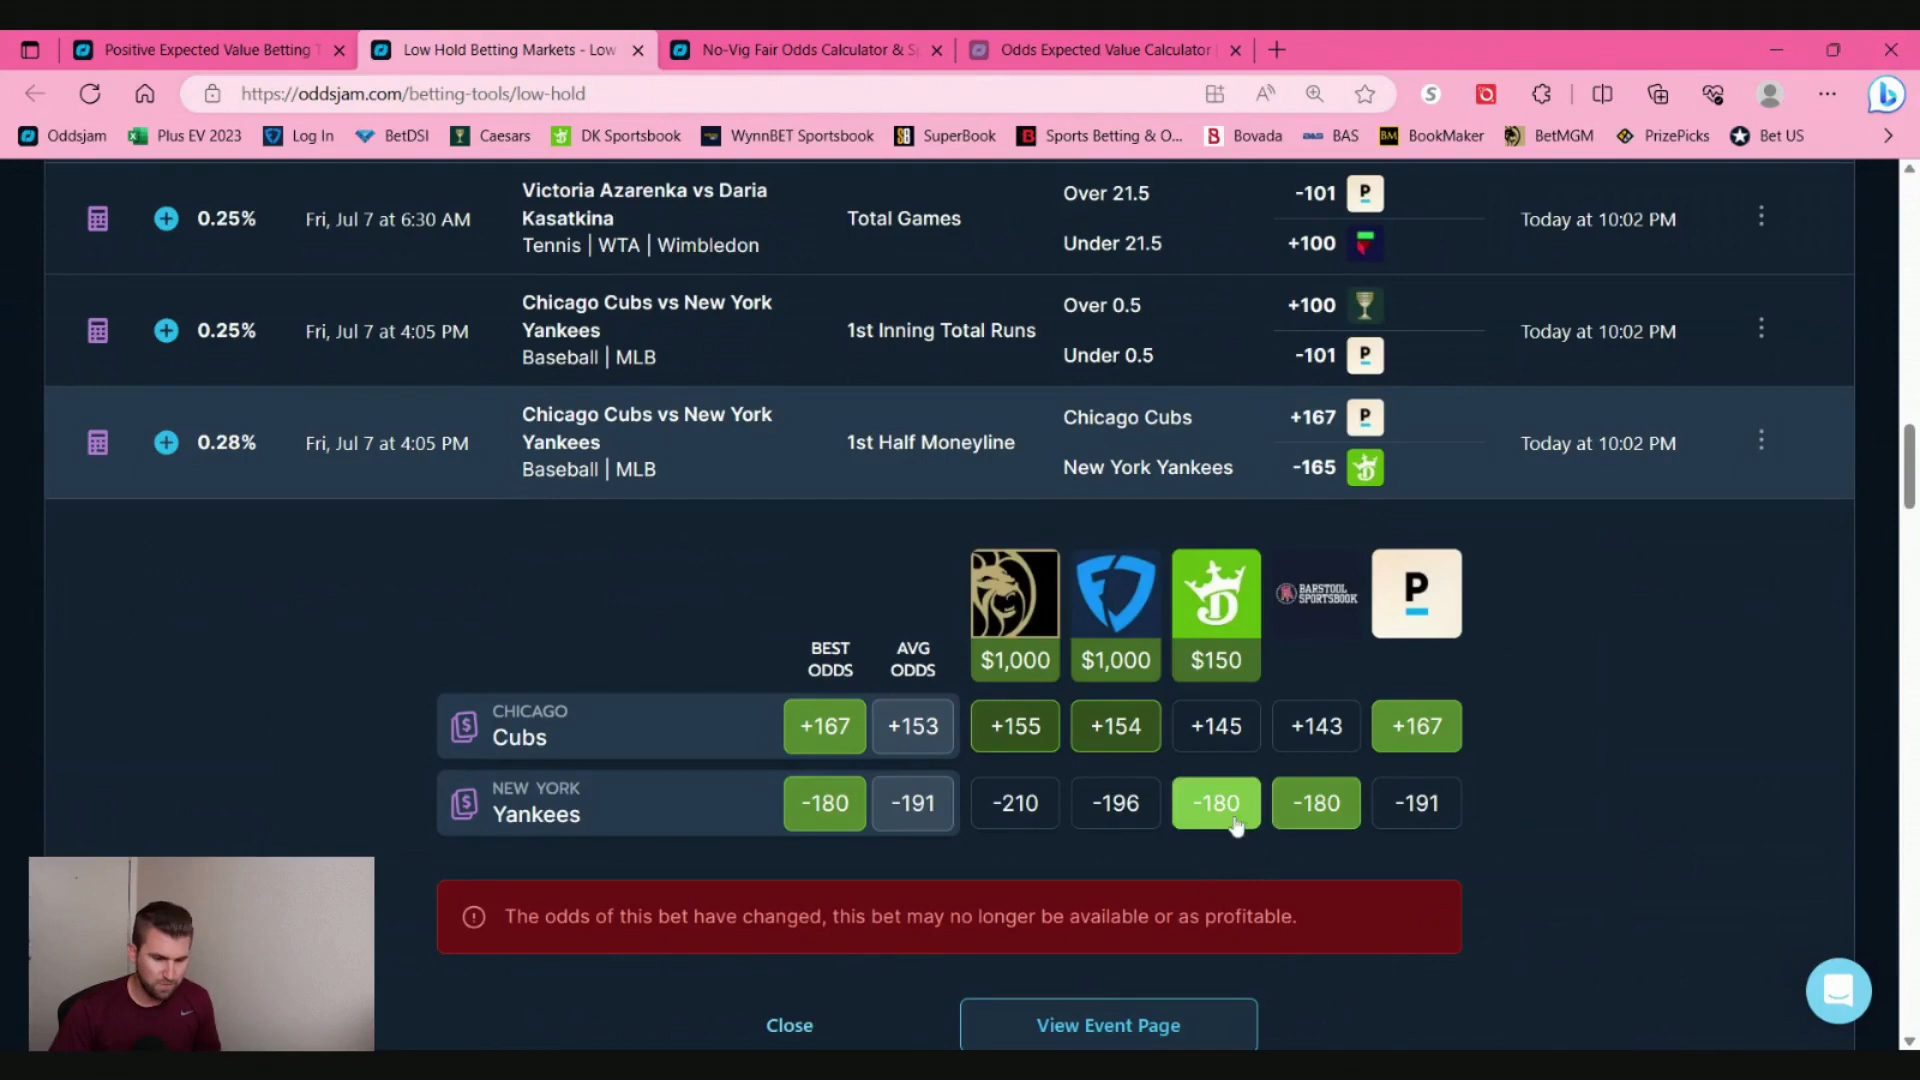 Positive Expected Value Betting T
Low Hold Betting Markets - Low
No-Vig Fair Odds Calculator & S
Odds Expected Value Calculator
https://oddsjam.com/betting-tools/low-hold
Oddsjam
Plus EV 2023
Log In
BetDSI
Caesars
DK Sportsbook
WynnBET Sportsbook
SuperBook
Sports Betting & O...
Bovada
BAS
BookMaker
BetMGM
PrizePicks
Bet US
0.25%
Fri, Jul 7 at 6:30 AM
Victoria Azarenka vs Daria
Kasatkina
Tennis | WTA | Wimbledon
Total Games
Over 21.5
-101
Under 21.5
+100
Today at 10:02 PM
0.25%
Fri, Jul 7 at 4:05 PM
Chicago Cubs vs New York
Yankees
Baseball | MLB
1st Inning Total Runs
Over 0.5
+100
Under 0.5
-101
Today at 10:02 PM
0.28%
Fri, Jul 7 at 4:05 PM
Chicago Cubs vs New York
Yankees
Baseball | MLB
1st Half Moneyline
Chicago Cubs
+167
New York Yankees
-165
Today at 10:02 PM
BARSTOOL
SPORTSBOOK
P
BEST
ODDS
AVG
ODDS
$1,000
$1,000
$150
CHICAGO
Cubs
+167
+153
+155
+154
+145
+143
+167
NEW YORK
Yankees
-180
-191
-210
-196
-180
-180
-191
The odds of this bet have changed, this bet may no longer be available or as profitable.
Close
View Event Page